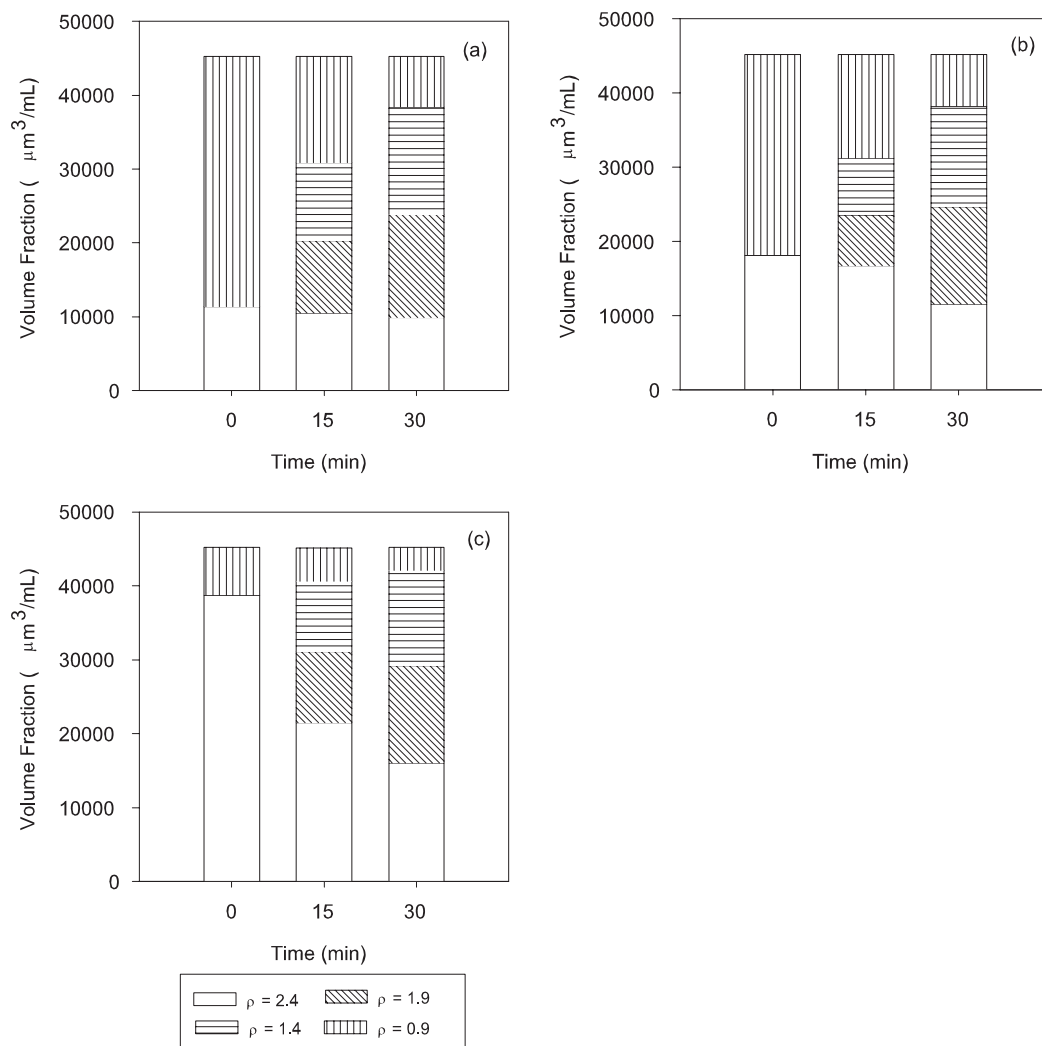 50000
(a)
40000
30000
20000
10000
0
Volume Fraction ( μm³/mL)
0 15 30
Time (min)
50000
(b)
40000
30000
20000
10000
0
Volume Fraction ( μm³/mL)
0 15 30
Time (min)
50000
(c)
40000
30000
20000
10000
0
Volume Fraction ( μm³/mL)
0 15 30
Time (min)
ρ = 2.4 ρ = 1.9
ρ = 1.4 ρ = 0.9